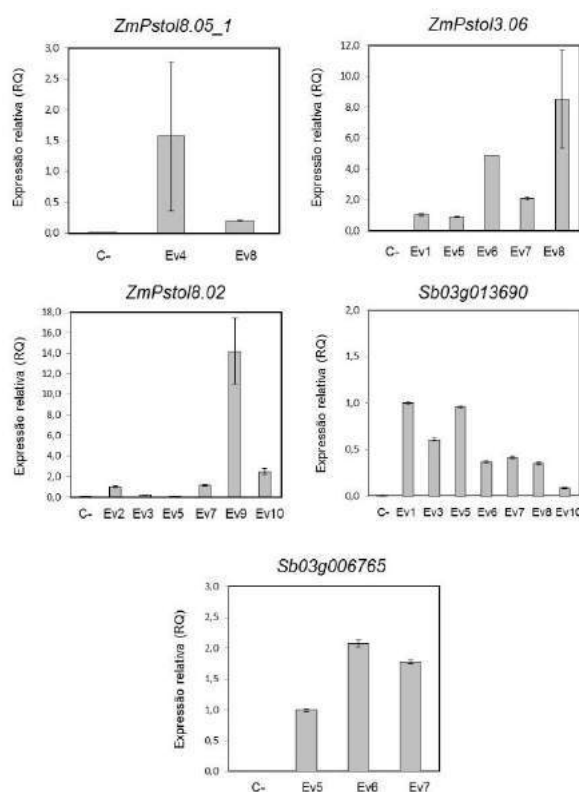 ZmPstol8.05_1
Expressão relativa (RQ)
3,0
2,5
2,0
1,5
1,0
0,5
0,0
C- Ev4 Ev8
ZmPstol3.06
Expressão relativa (RQ)
12,0
10,0
8,0
6,0
4,0
2,0
0,0
C- Ev1 Ev5 Ev6 Ev7 Ev8
ZmPstol8.02
Expressão relativa (RQ)
18,0
16,0
14,0
12,0
10,0
8,0
6,0
4,0
2,0
0,0
C- Ev2 Ev3 Ev5 Ev7 Ev9 Ev10
Sb03g013690
Expressão relativa (RQ)
2,0
1,5
1,0
0,5
0,0
C- Ev1 Ev3 Ev5 Ev6 Ev7 Ev8 Ev10
Sb03g006765
Expressão relativa (RQ)
3,0
2,5
2,0
1,5
1,0
0,5
0,0
C- Ev5 Ev6 Ev7